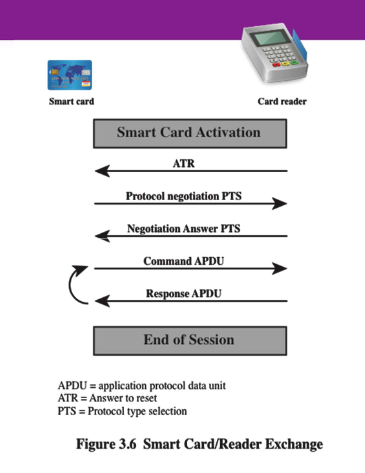 Smart card
Card reader
Smart Card Activation
ATR
Protocol negotiation PTS
Negotiation Answer PTS
Command APDU
Response APDU
End of Session
APDU = application protocol data unit
ATR = Answer to reset
PTS = Protocol type selection
Figure 3.6 Smart Card/Reader Exchange